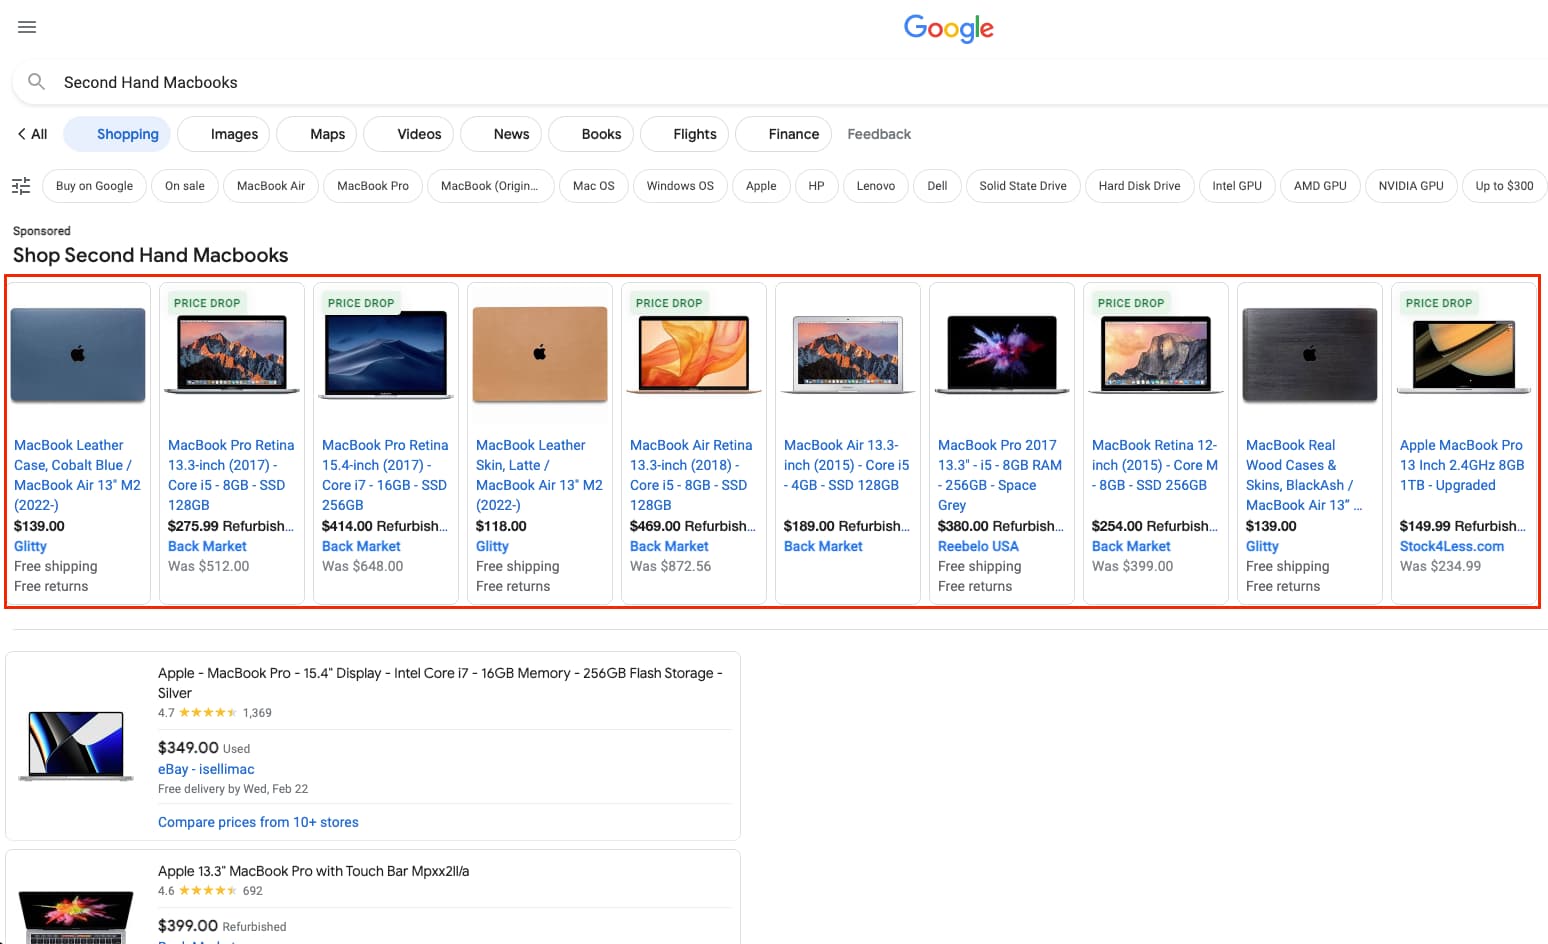 Google
Second Hand Macbooks
All Shopping Images Maps Videos News Books Flights Finance Feedback
Buy on Google On sale MacBook Air MacBook Pro MacBook (Origin... Mac OS Windows OS Apple HP Lenovo Dell Solid State Drive Hard Disk Drive Intel GPU AMD GPU NVIDIA GPU Up to $300
Sponsored
Shop Second Hand Macbooks
MacBook Leather
Case, Cobalt Blue /
MacBook Air 13" M2
(2022-)
$139.00
Glitty
Free shipping
Free returns
PRICE DROP
MacBook Pro Retina
13.3-inch (2017) -
Core i5 - 8GB - SSD
128GB
$275.99 Refurbish...
Back Market
Was $512.00
PRICE DROP
MacBook Pro Retina
15.4-inch (2017) -
Core i7 - 16GB - SSD
256GB
$414.00 Refurbish...
Back Market
Was $648.00
MacBook Leather
Skin, Latte /
MacBook Air 13" M2
(2022-)
$118.00
Glitty
Free shipping
Free returns
PRICE DROP
MacBook Air Retina
13.3-inch (2018) -
Core i5 - 8GB - SSD
128GB
$469.00 Refurbish...
Back Market
Was $872.56
MacBook Air 13.3-
inch (2015) - Core i5
- 4GB - SSD 128GB
$189.00 Refurbish...
Back Market
MacBook Pro 2017
13.3" - i5 - 8GB RAM
- 256GB - Space
Grey
$380.00 Refurbish...
Reebelo USA
Free shipping
Free returns
PRICE DROP
MacBook Retina 12-
inch (2015) - Core M
- 8GB - SSD 256GB
$254.00 Refurbish...
Back Market
Was $399.00
MacBook Real
Wood Cases &
Skins, BlackAsh /
MacBook Air 13” ...
$139.00
Glitty
Free shipping
Free returns
PRICE DROP
Apple MacBook Pro
13 Inch 2.4GHz 8GB
1TB - Upgraded
$149.99 Refurbish...
Stock4Less.com
Was $234.99
Apple - MacBook Pro - 15.4" Display - Intel Core i7 - 16GB Memory - 256GB Flash Storage -
Silver
4.7 ★★★★★ 1,369
$349.00 Used
eBay - isellimac
Free delivery by Wed, Feb 22
Compare prices from 10+ stores
Apple 13.3" MacBook Pro with Touch Bar Mpxx2ll/a
4.6 ★★★★★ 692
$399.00 Refurbished